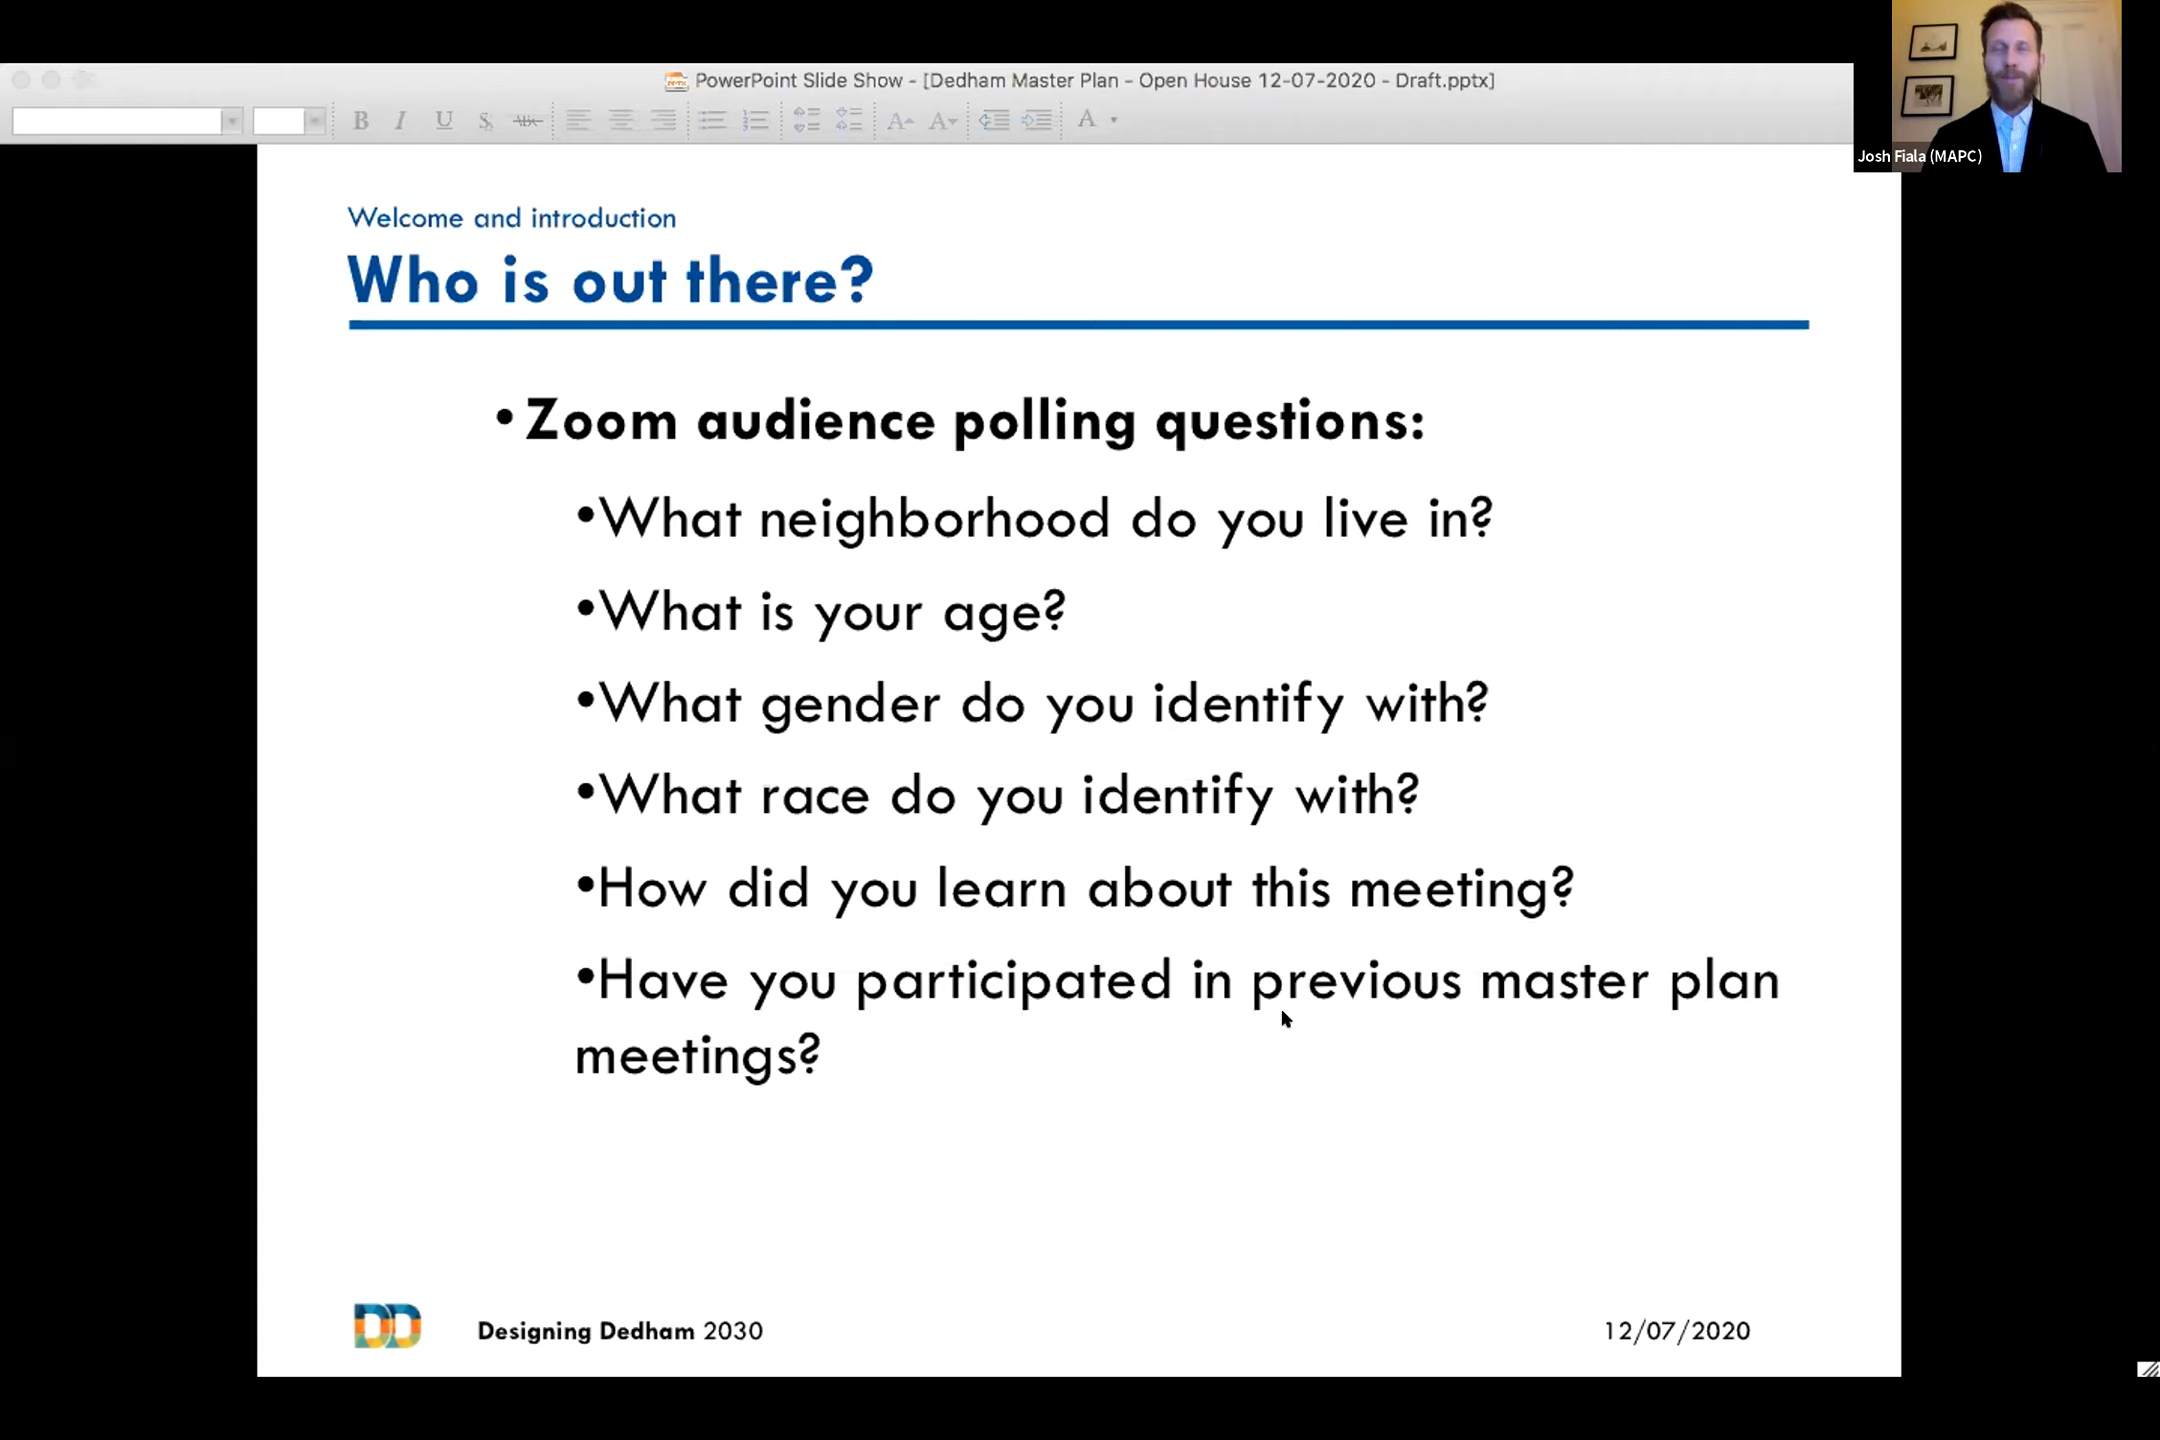 PowerPoint Slide Show - [Dedham Master Plan - Open House 12-07-2020 - Draft.pptx]
B I U S ABC A A A
Josh Fiala (MAPC)
Welcome and introduction
Who is out there?
• Zoom audience polling questions:
•What neighborhood do you live in?
•What is your age?
•What gender do you identify with?
•What race do you identify with?
•How did you learn about this meeting?
•Have you participated in previous master plan
meetings?
DD
Designing Dedham 2030
12/07/2020